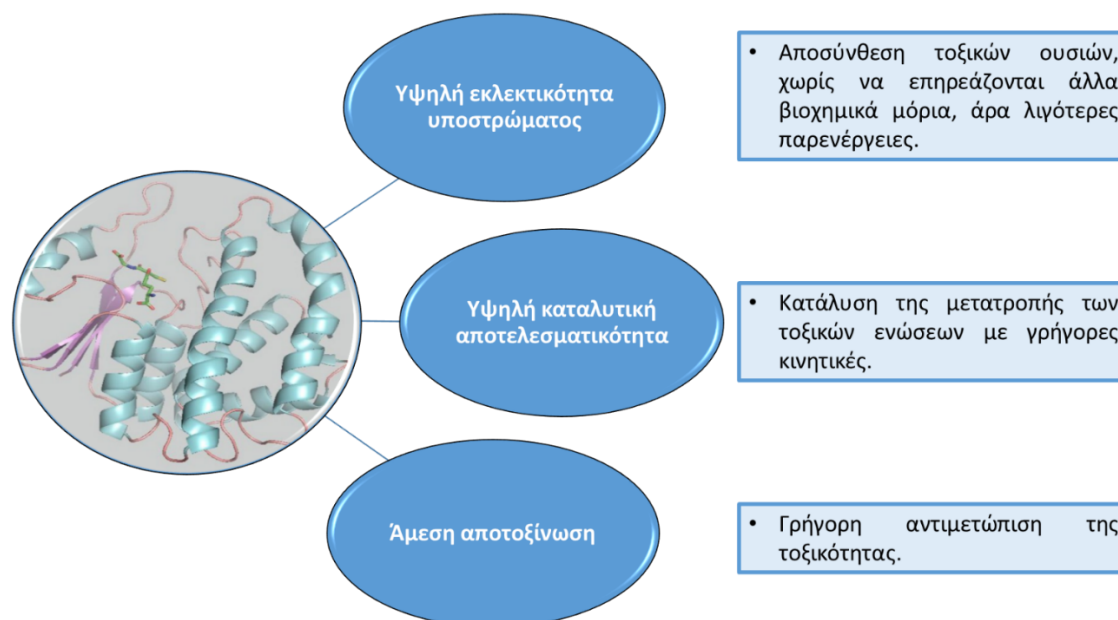 Υψηλή εκλεκτικότητα
υποστρώματος
• Αποσύνθεση τοξικών ουσιών,
χωρίς να επηρεάζονται άλλα
βιοχημικά μόρια, άρα λιγότερες
παρενέργειες.
Υψηλή καταλυτική
αποτελεσματικότητα
• Κατάλυση της μετατροπής των
τοξικών ενώσεων με γρήγορες
κινητικές.
Άμεση αποτοξίνωση
• Γρήγορη αντιμετώπιση της
τοξικότητας.